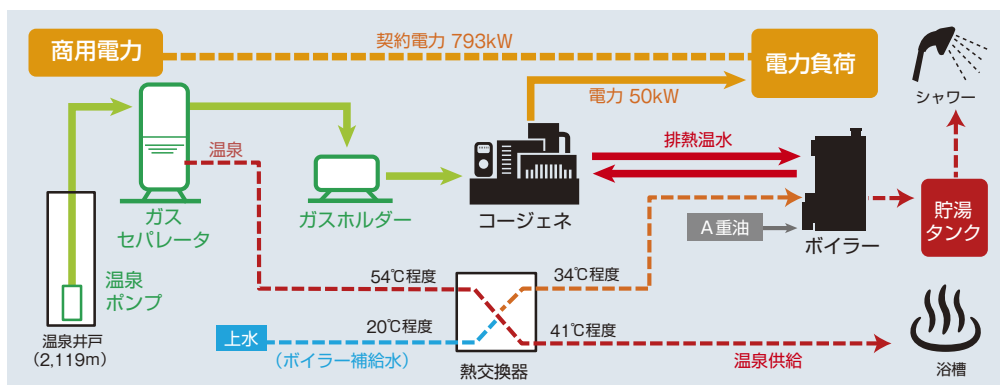 商用電力
契約電力 793kW
電力負荷
電力 50kW
シャワー
温泉
排熱温水
ガス
セパレータ
ガスホルダー
コージェネ
A重油
ボイラー
貯湯
タンク
温泉
ポンプ
54℃程度
34℃程度
温泉井戸
(2,119m)
上水
20℃程度
(ボイラー補給水)
41℃程度
熱交換器
温泉供給
浴槽